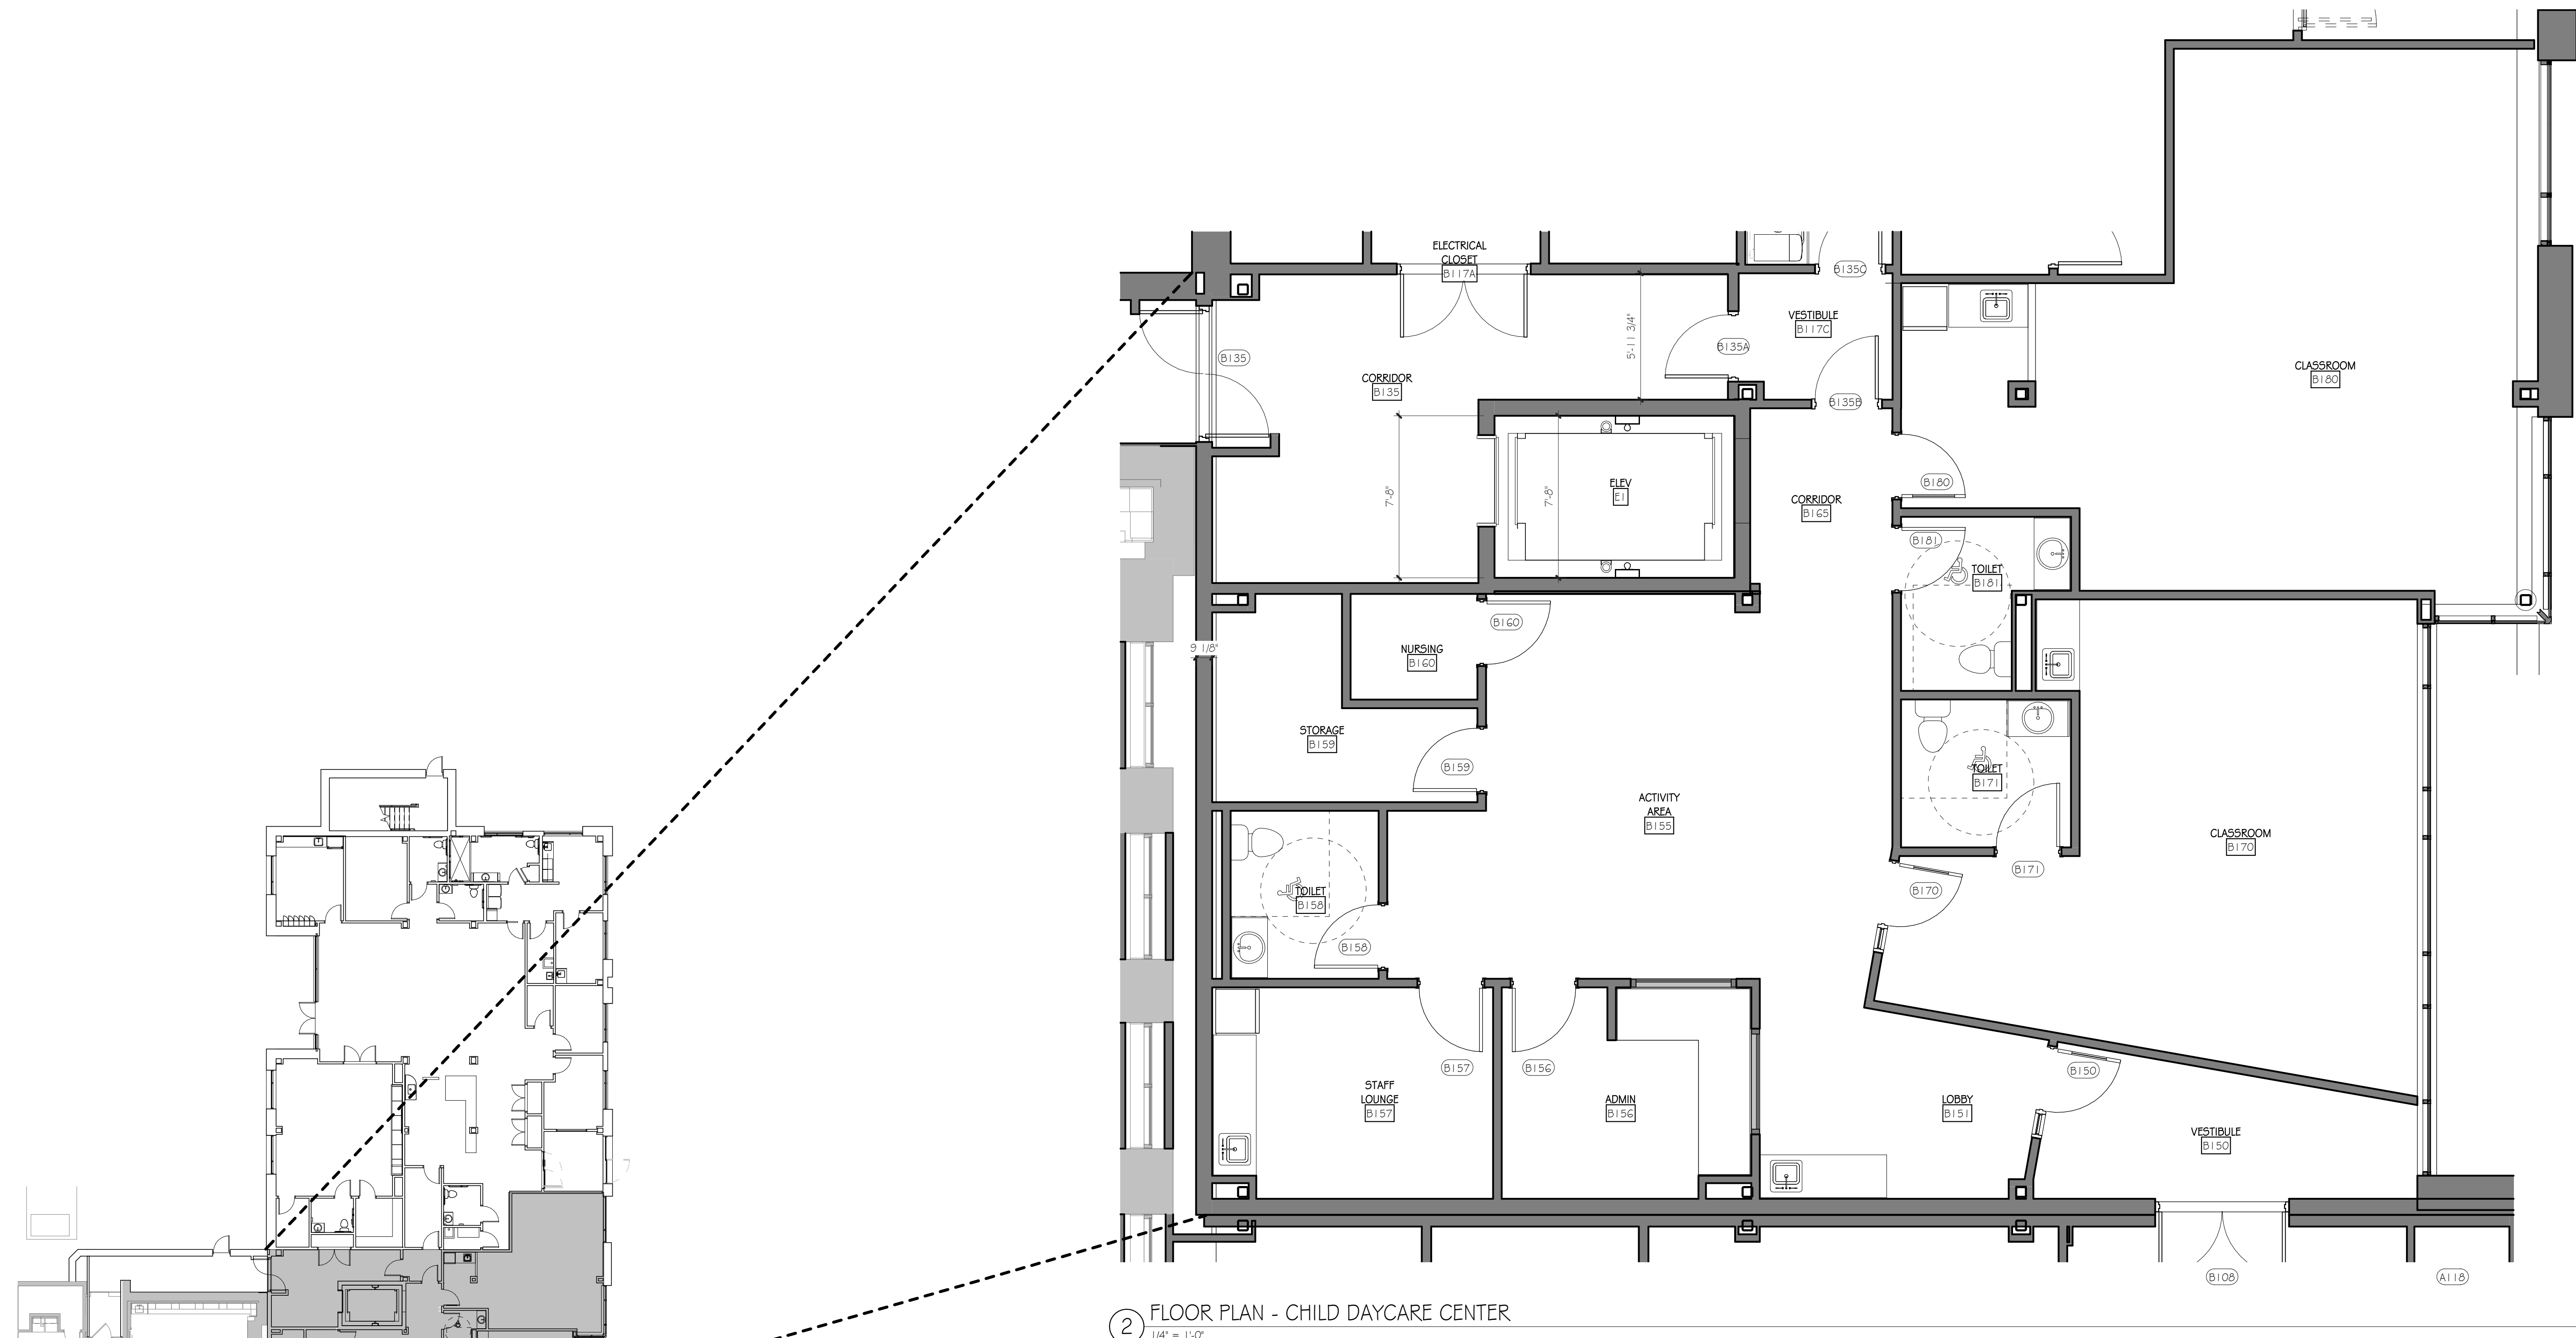 ELECTRICAL
CLOSET
B117A
B135C
VESTIBULE
B117C
5'-11 3/4"
B135
B135A
CLASSROOM
B180
CORRIDOR
B135
B135B
7'-8"
7'-8"
ELEV
E1
B180
CORRIDOR
B165
B181
TOILET
B181
B160
9 1/8"
NURSING
B160
STORAGE
B159
B159
TOILET
B171
ACTIVITY
AREA
B155
CLASSROOM
B170
B171
B170
TOILET
B158
B158
B157
B156
B150
STAFF
LOUNGE
B157
ADMIN
B156
LOBBY
B151
VESTIBULE
B150
B108
A118
2
FLOOR PLAN - CHILD DAYCARE CENTER
1/4" = 1'-0"